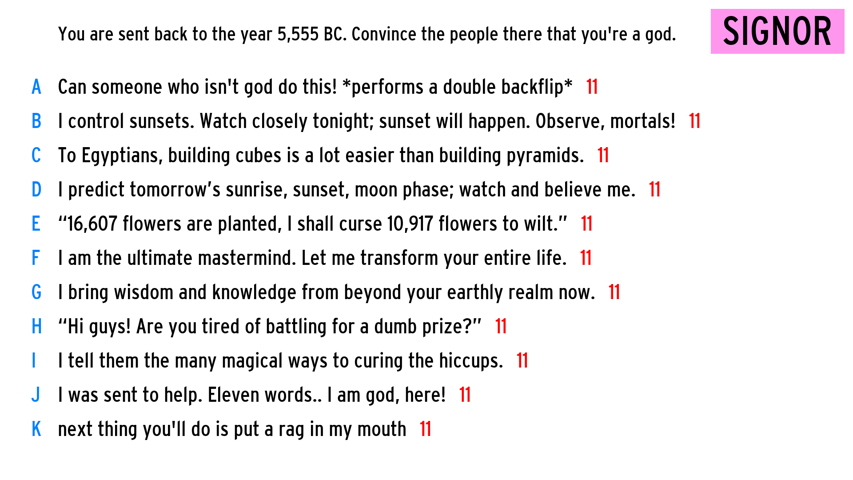 You are sent back to the year 5,555 BC. Convince the people there that you're a god.
SIGNOR
A Can someone who isn't god do this! *performs a double backflip* 11
B I control sunsets. Watch closely tonight; sunset will happen. Observe, mortals! 11
C To Egyptians, building cubes is a lot easier than building pyramids. 11
D I predict tomorrow's sunrise, sunset, moon phase; watch and believe me. 11
E “16,607 flowers are planted, I shall curse 10,917 flowers to wilt.” 11
F I am the ultimate mastermind. Let me transform your entire life. 11
G I bring wisdom and knowledge from beyond your earthly realm now. 11
H “Hi guys! Are you tired of battling for a dumb prize?” 11
I I tell them the many magical ways to curing the hiccups. 11
J I was sent to help. Eleven words.. I am god, here! 11
K next thing you'll do is put a rag in my mouth 11